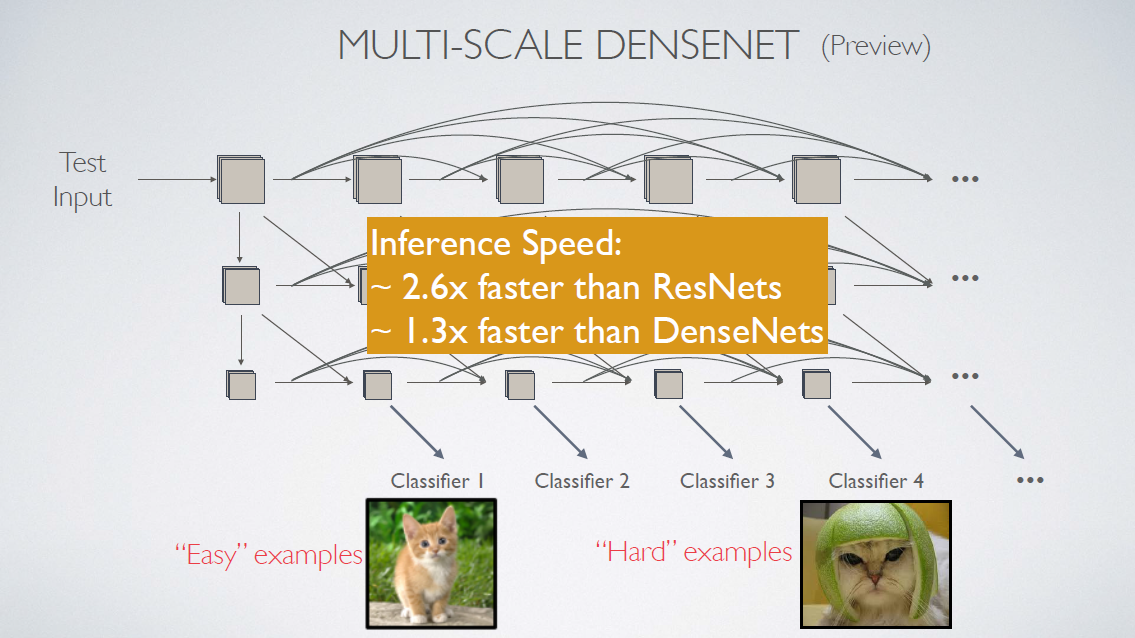 MULTI-SCALE DENSENET (Preview)
Test
Input
...
Inference Speed:
~ 2.6x faster than ResNets
~ 1.3x faster than DenseNets
...
...
Classifier 1 Classifier 2 Classifier 3 Classifier 4 ...
“Easy” examples “Hard” examples